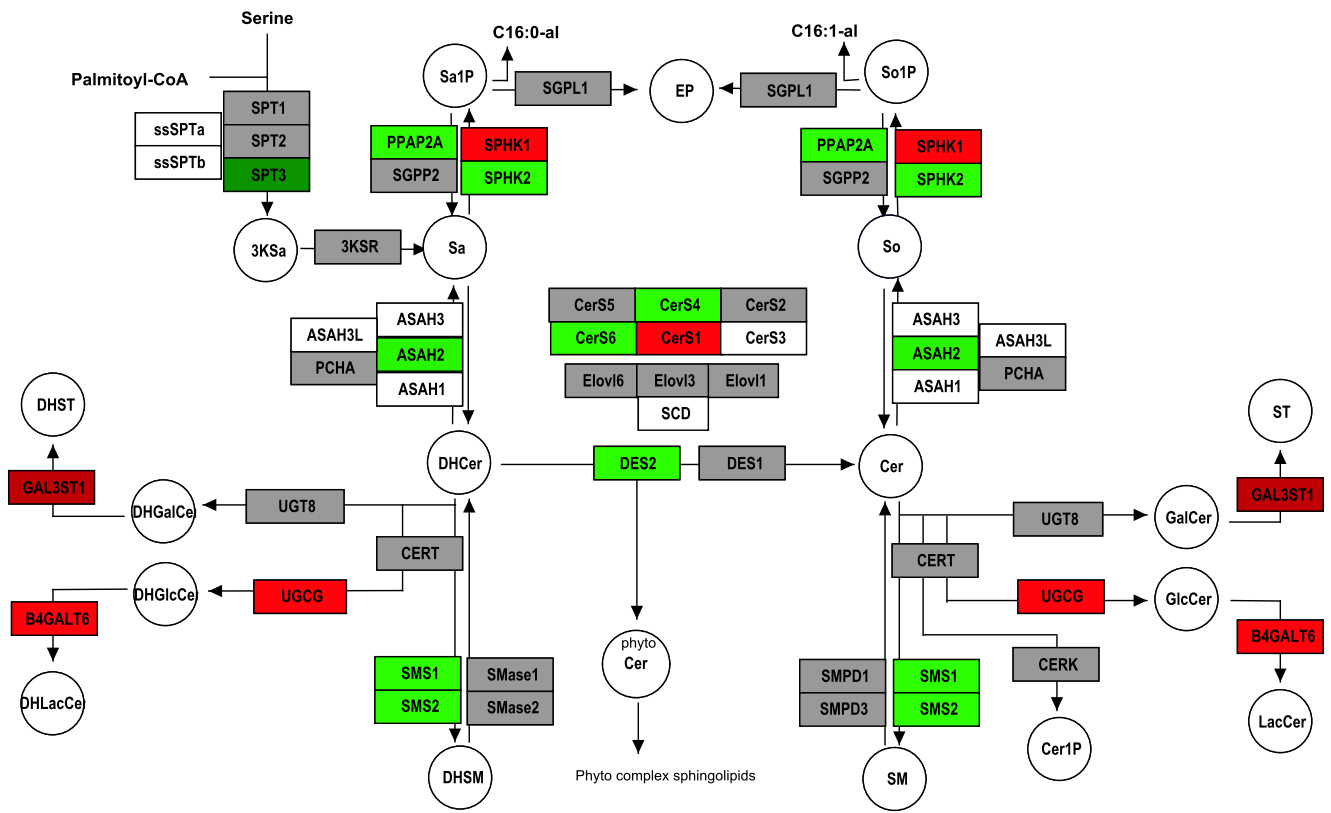 Serine
C16:0-al
C16:1-al
Palmitoyl-CoA
Sa1P
SGPL1
EP
SGPL1
So1P
SPT1
ssSPTa
SPT2
ssSPTb
SPT3
PPAP2A
SPHK1
SGPP2
SPHK2
PPAP2A
SPHK1
SGPP2
SPHK2
3KSa
3KSR
Sa
So
CerS5
CerS4
CerS2
CerS6
CerS1
CerS3
ASAH3
ASAH3L
ASAH2
PCHA
ASAH1
ASAH3
ASAH3L
ASAH2
PCHA
ASAH1
Elovl6
Elovl3
Elovl1
SCD
DHST
ST
DHCer
DES2
DES1
Cer
GAL3ST1
DHGalCer
UGT8
UGT8
GalCer
GAL3ST1
CERT
CERT
DHGlcCer
UGCG
UGCG
GlcCer
B4GALT6
B4GALT6
phyto
Cer
SMS1
SMase1
SMS2
SMase2
SMPD1
SMS1
SMPD3
SMS2
CERK
DHLacCer
LacCer
Cer1P
DHSM
Phyto complex sphingolipids
SM